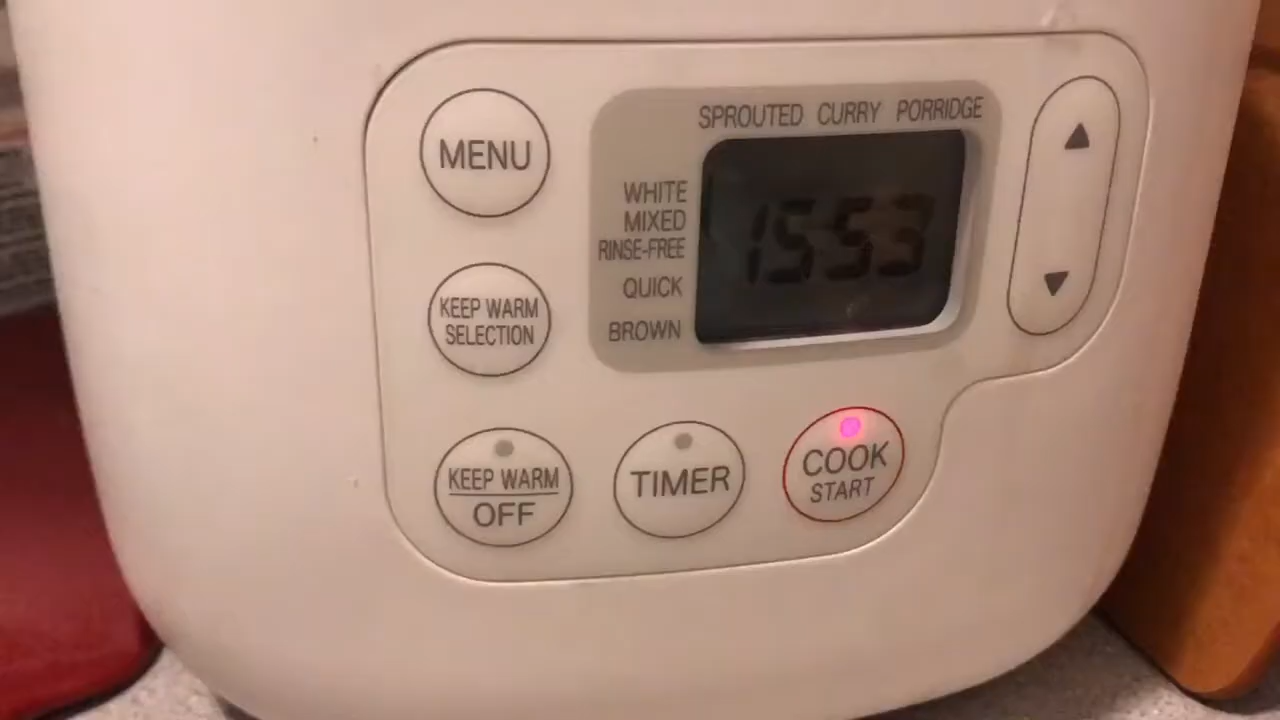 SPROUTED CURRY PORRIDGE
MENU
WHITE
MIXED
RINSE-FREE
QUICK
BROWN
15:53
KEEP WARM
SELECTION
KEEP WARM
OFF
TIMER
COOK
START